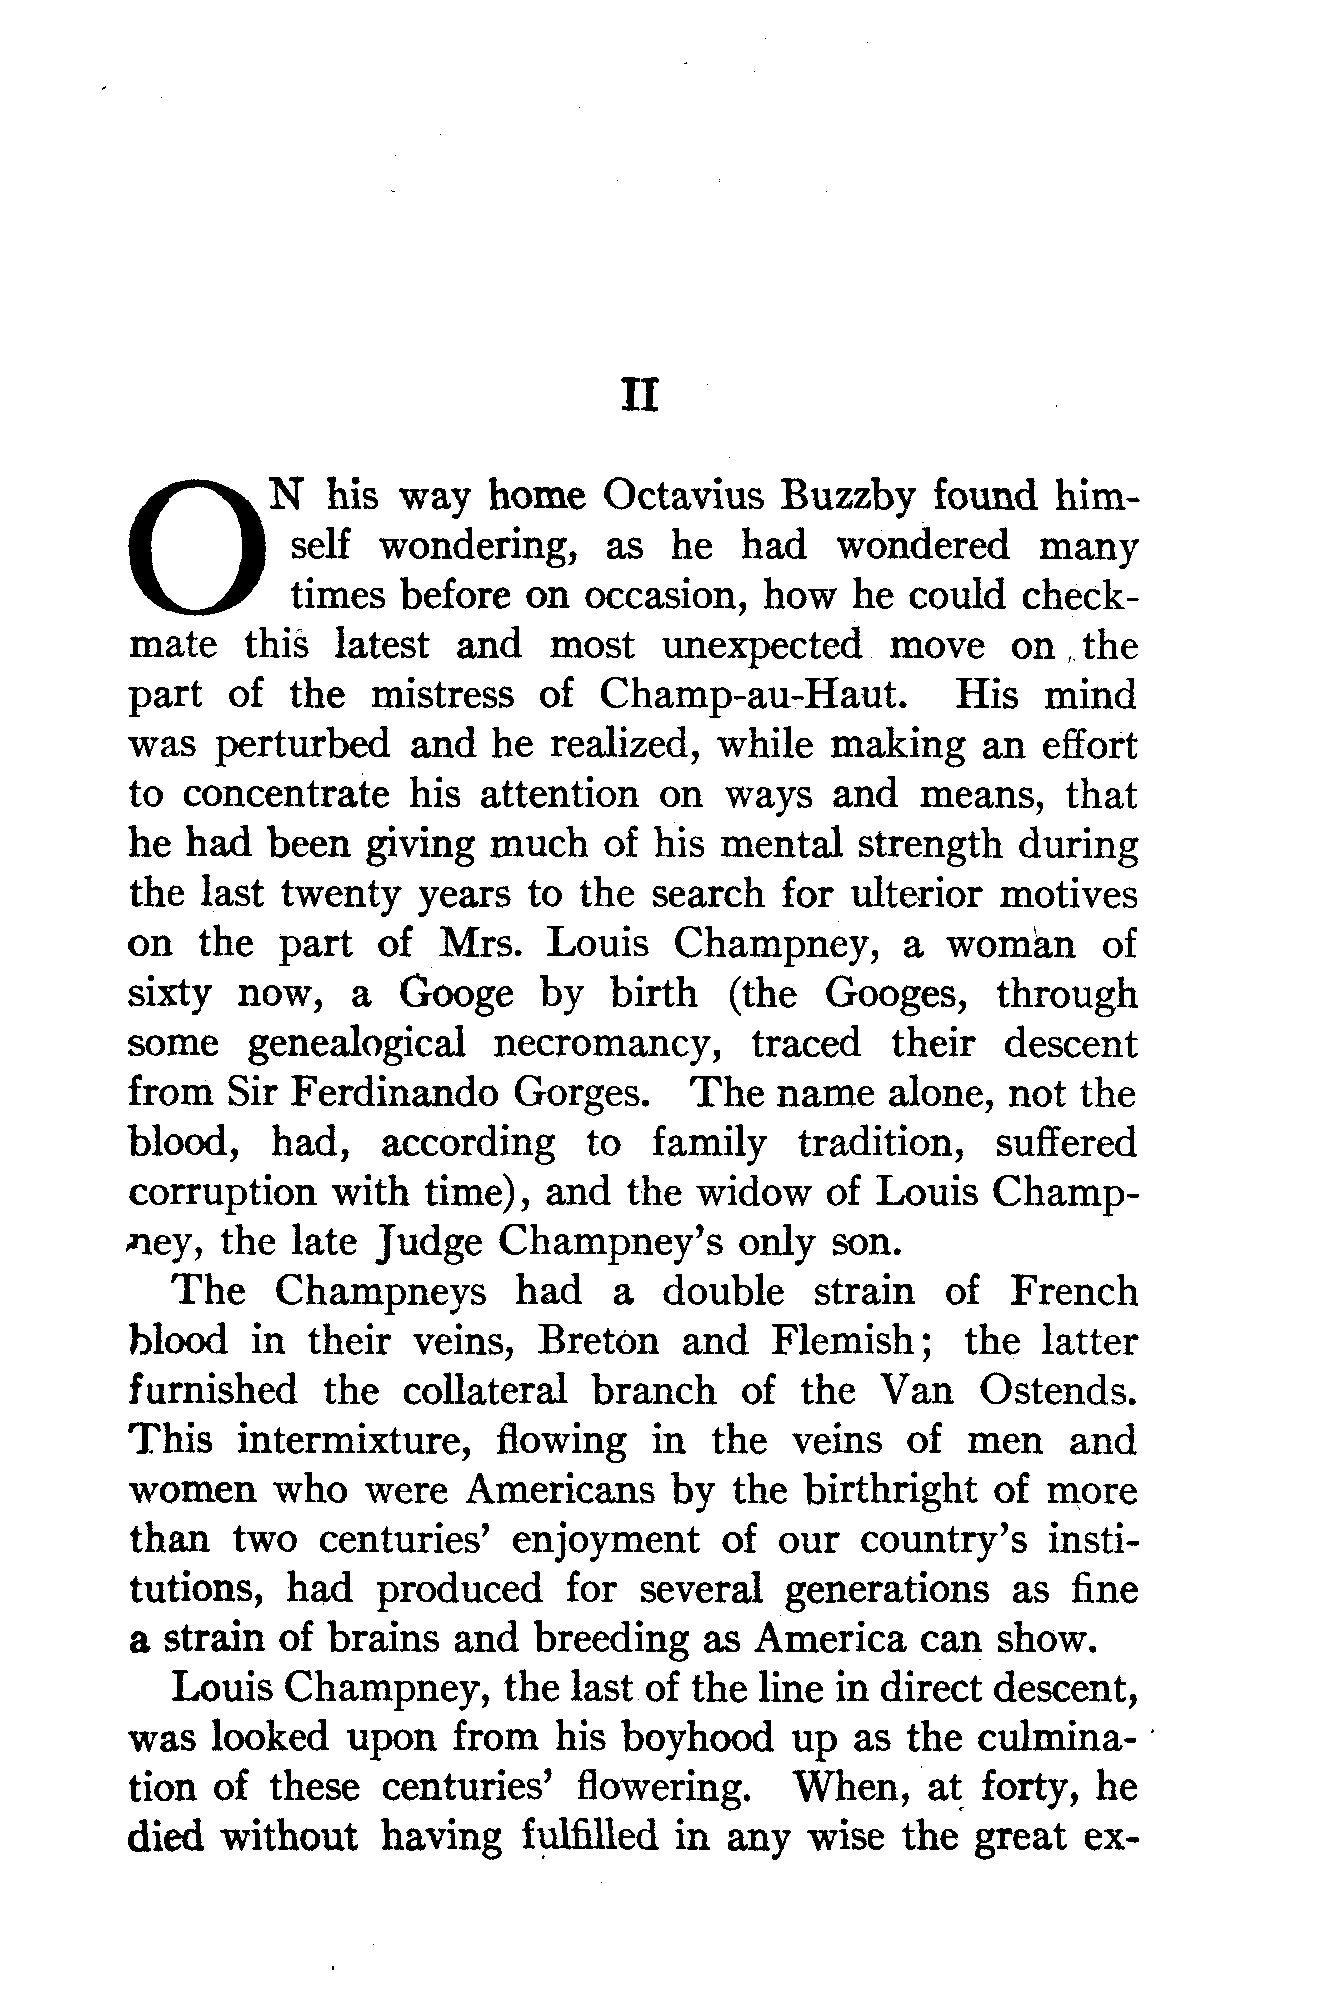 II
ON his way home Octavius Buzzby found him-
self wondering, as he had wondered many
times before on occasion, how he could check-
mate this latest and most unexpected move on the
part of the mistress of Champ-au-Haut. His mind
was perturbed and he realized, while making an effort
to concentrate his attention on ways and means, that
he had been giving much of his mental strength during
the last twenty years to the search for ulterior motives
on the part of Mrs. Louis Champney, a woman of
sixty now, a Googe by birth (the Googes, through
some genealogical necromancy, traced their descent
from Sir Ferdinando Gorges. The name alone, not the
blood, had, according to family tradition, suffered
corruption with time), and the widow of Louis Champ-
ney, the late Judge Champney's only son.
The Champneys had a double strain of French
blood in their veins, Breton and Flemish; the latter
furnished the collateral branch of the Van Ostends.
This intermixture, flowing in the veins of men and
women who were Americans by the birthright of more
than two centuries' enjoyment of our country's insti-
tutions, had produced for several generations as fine
a strain of brains and breeding as America can show.
Louis Champney, the last of the line in direct descent,
was looked upon from his boyhood up as the culmina-
tion of these centuries' flowering. When, at forty, he
died without having fulfilled in any wise the great ex-